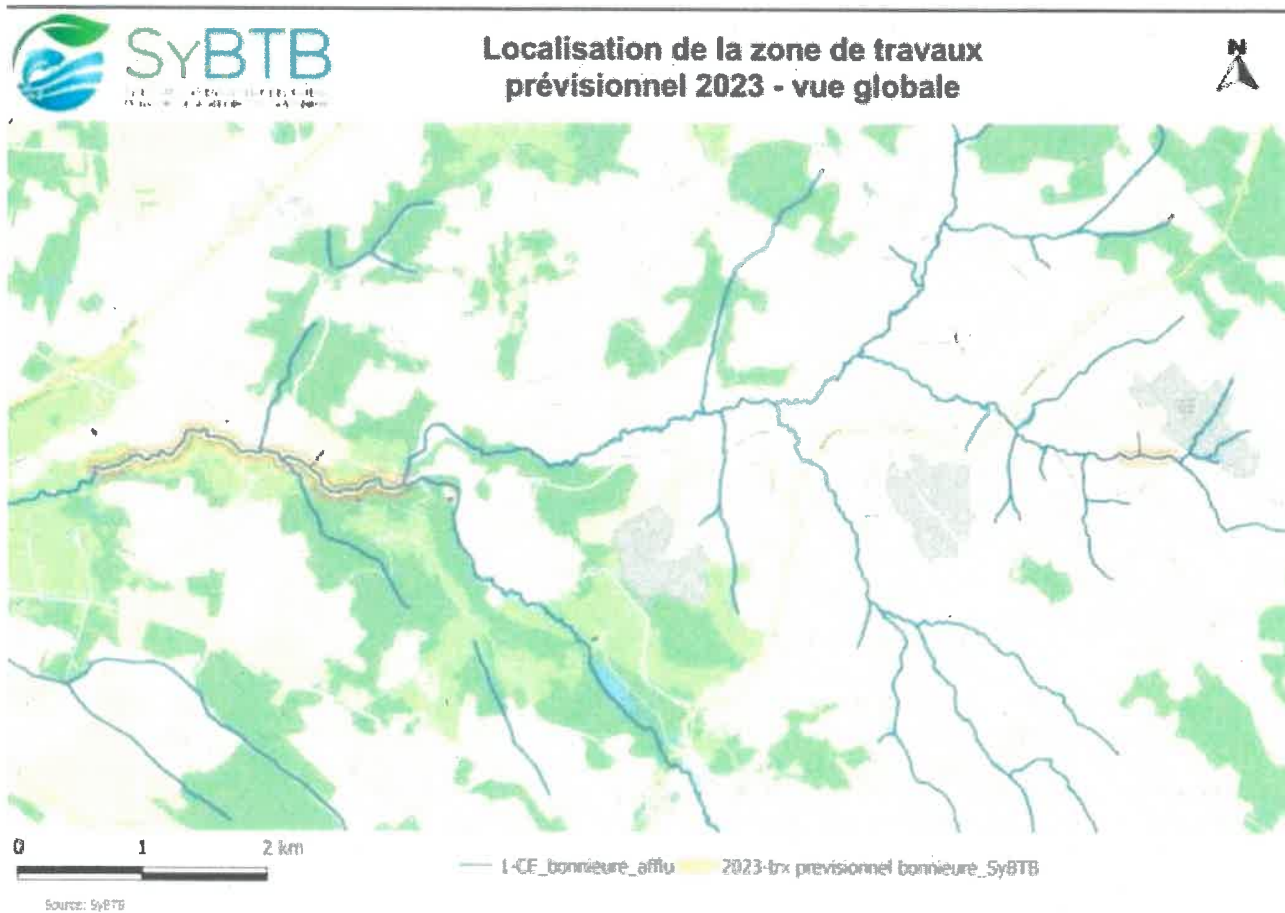 SyBTB
Localisation de la zone de travaux
prévisionnel 2023 - vue globale
N
0 1 2 km
1-CE_bonnieure_afflu 2023-trx previsionnel bonnieure_SyBTB
Source: SyBTB